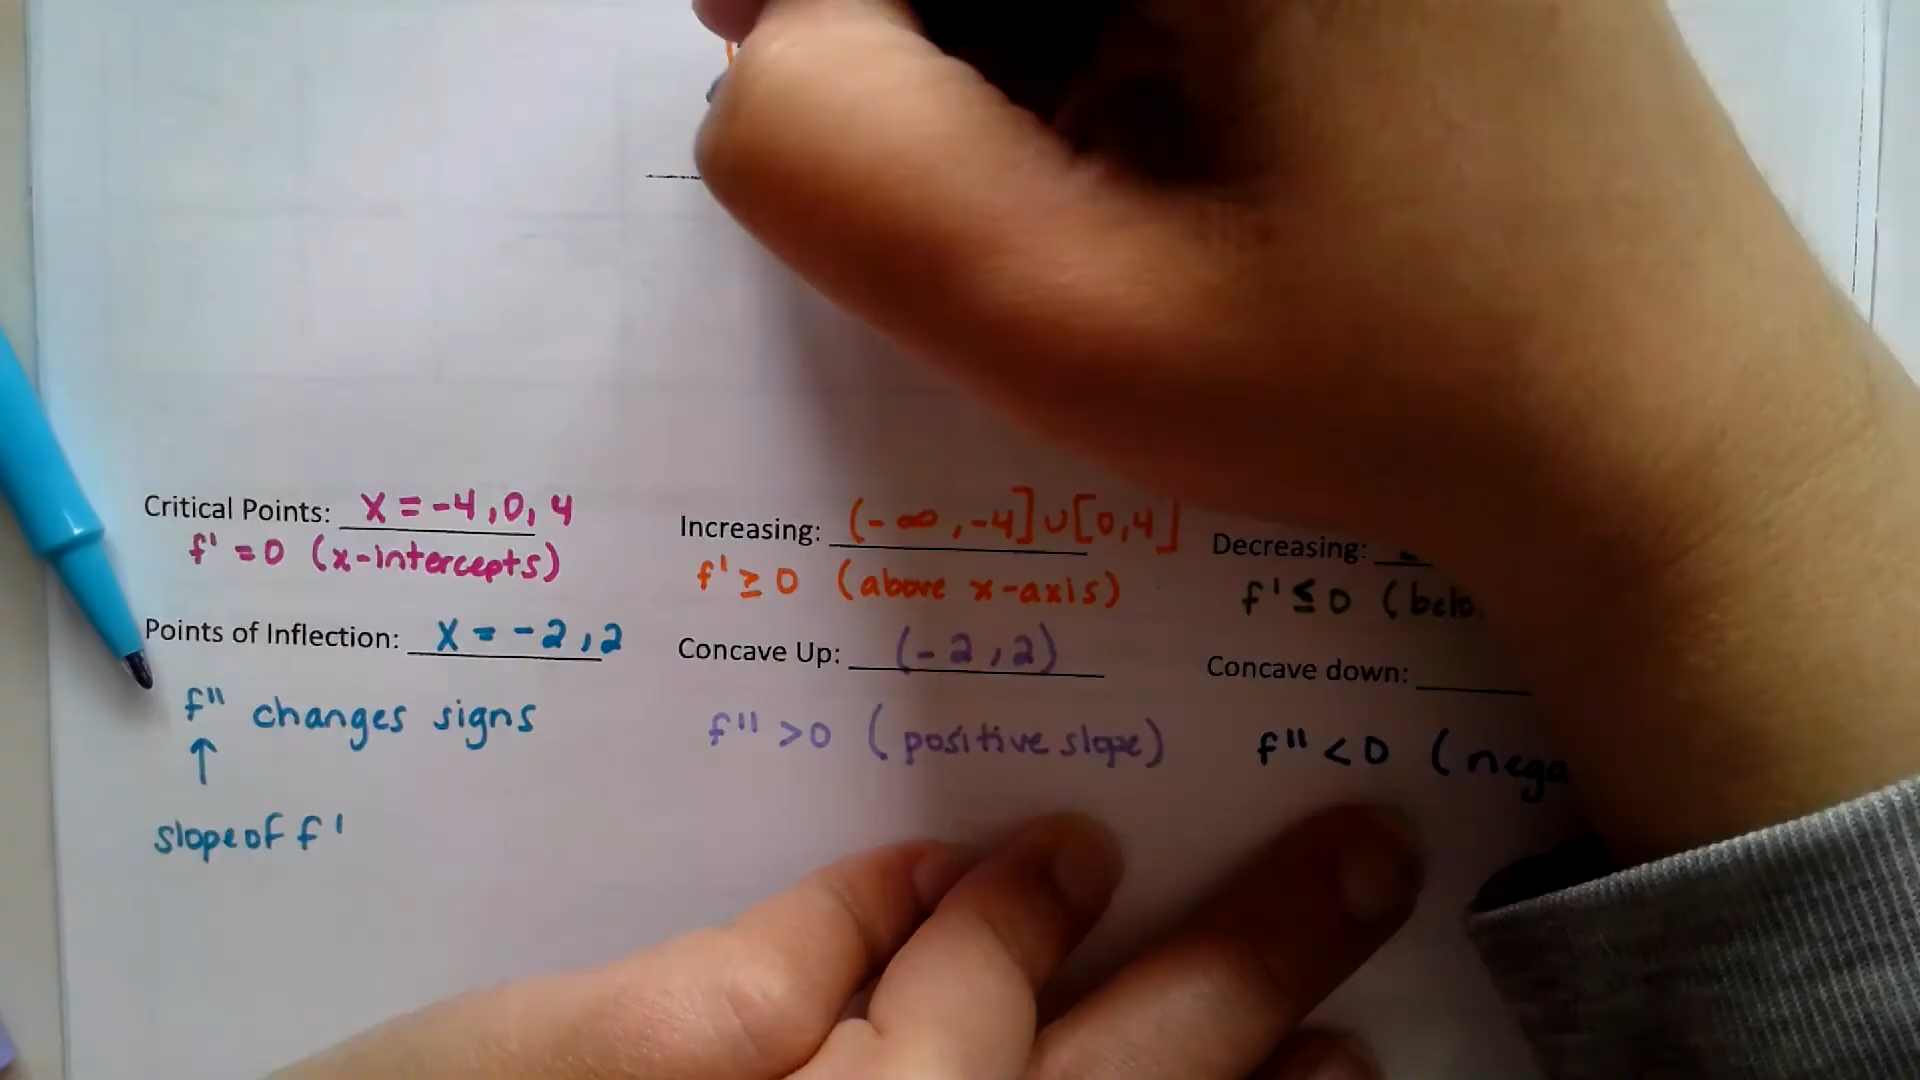 Critical Points: x = -4, 0, 4
f' = 0 (x-intercepts)
Increasing: (-∞, -4] ∪ [0, 4]
f' ≥ 0 (above x-axis)
Decreasing:
f' ≤ 0 (
Points of Inflection: x = -2, 2
f'' changes signs
↑
slope of f'
Concave Up: (-2, 2)
f'' > 0 (positive slope)
Concave down:
f'' < 0 (